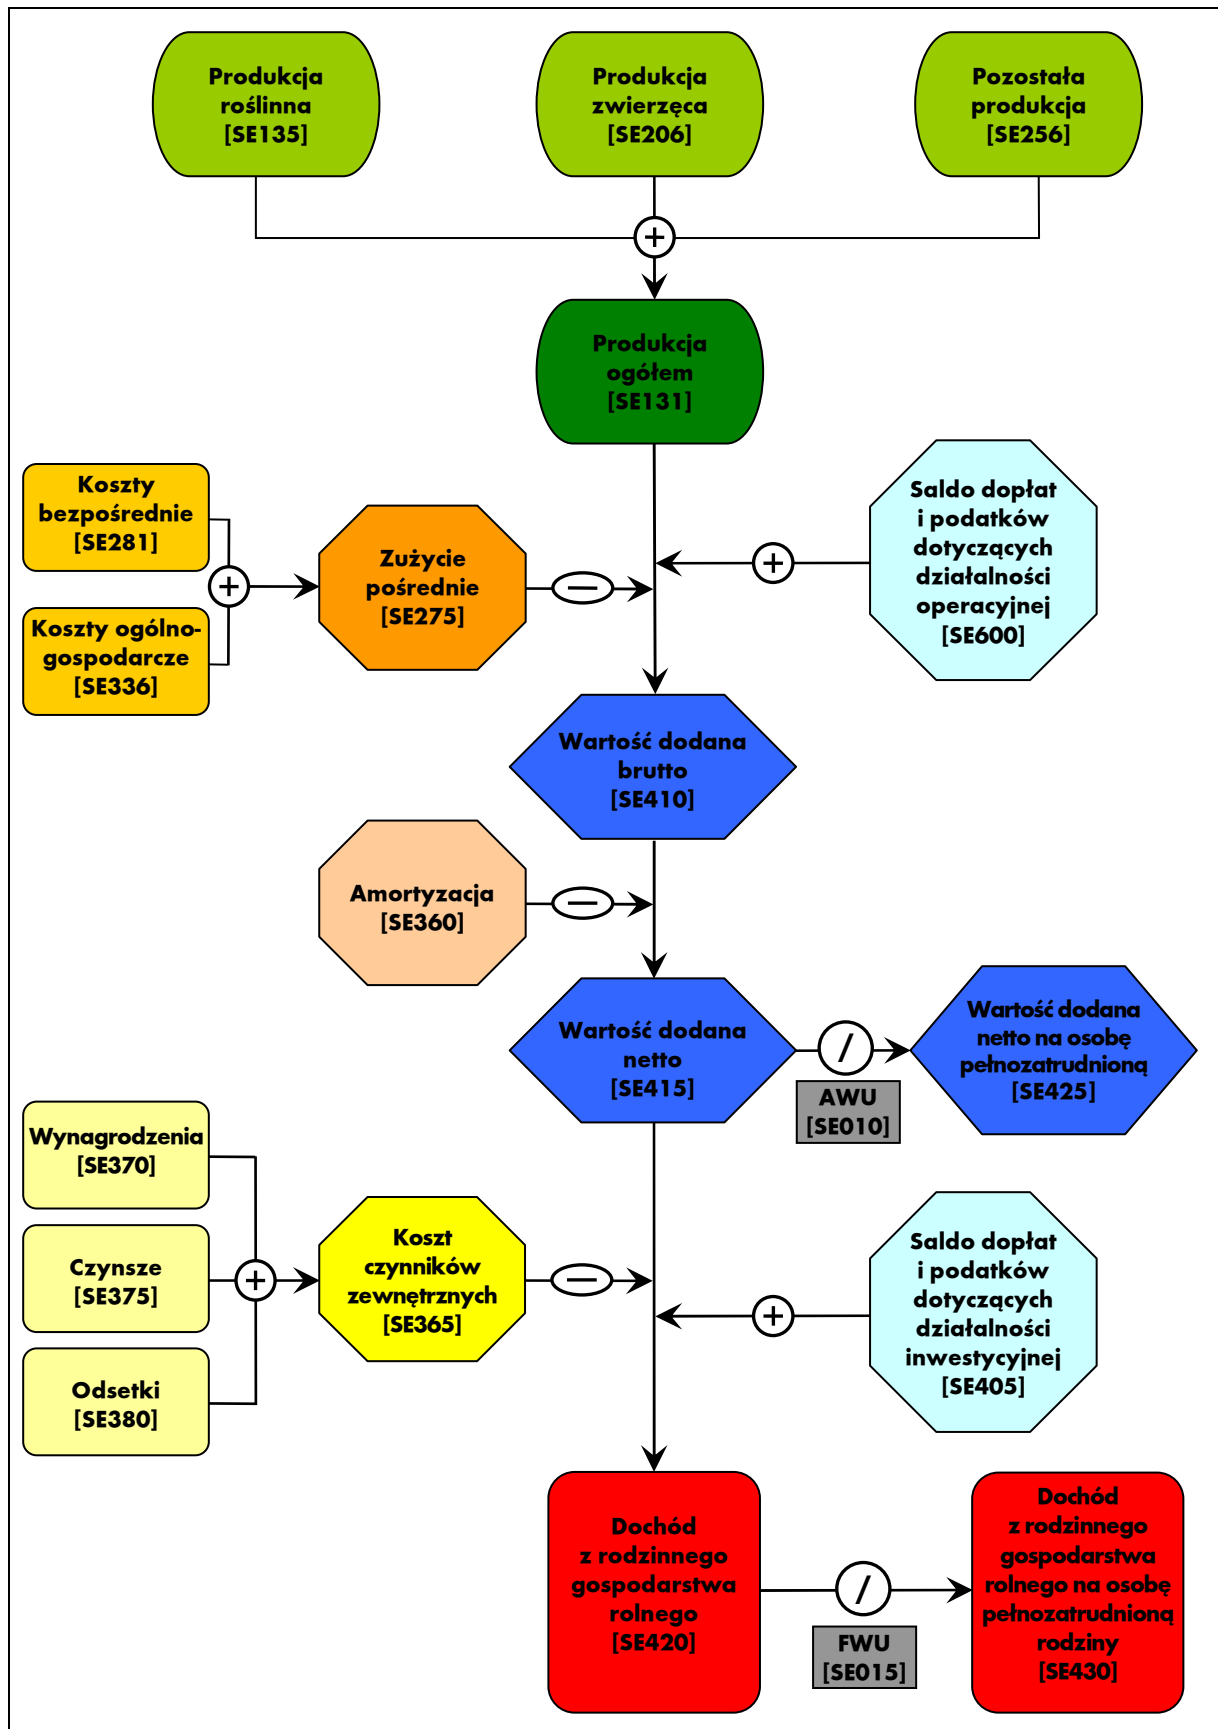 Produkcja
roślinna
[SE135]
Produkcja
zwierzęca
[SE206]
Pozostała
produkcja
[SE256]
+
Produkcja
ogółem
[SE131]
Koszty
bezpośrednie
[SE281]
+
Koszty ogólno-
gospodarcze
[SE336]
Zużycie
pośrednie
[SE275]
—
+
Saldo dopłat
i podatków
dotyczących
działalności
operacyjnej
[SE600]
Wartość dodana
brutto
[SE410]
Amortyzacja
[SE360]
—
Wartość dodana
netto
[SE415]
/
AWU
[SE010]
Wartość dodana
netto na osobę
pełnozatrudnioną
[SE425]
Wynagrodzenia
[SE370]
Czynsze
[SE375]
+
Odsetki
[SE380]
Koszt
czynników
zewnętrznych
[SE365]
—
+
Saldo dopłat
i podatków
dotyczących
działalności
inwestycyjnej
[SE405]
Dochód
z rodzinnego
gospodarstwa
rolnego
[SE420]
/
FWU
[SE015]
Dochód
z rodzinnego
gospodarstwa
rolnego na osobę
pełnozatrudnioną
rodziny
[SE430]